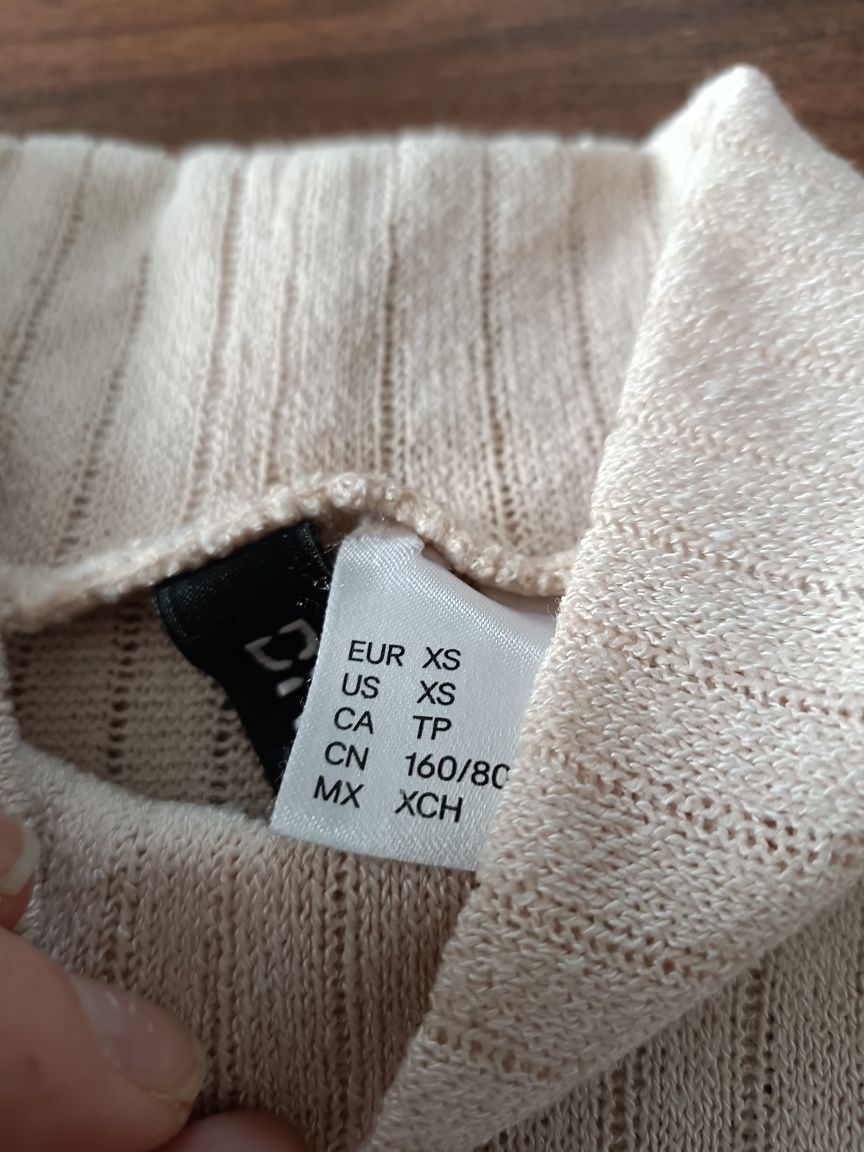 EUR XS
US XS
CA TP
CN 160/80
MX XCH